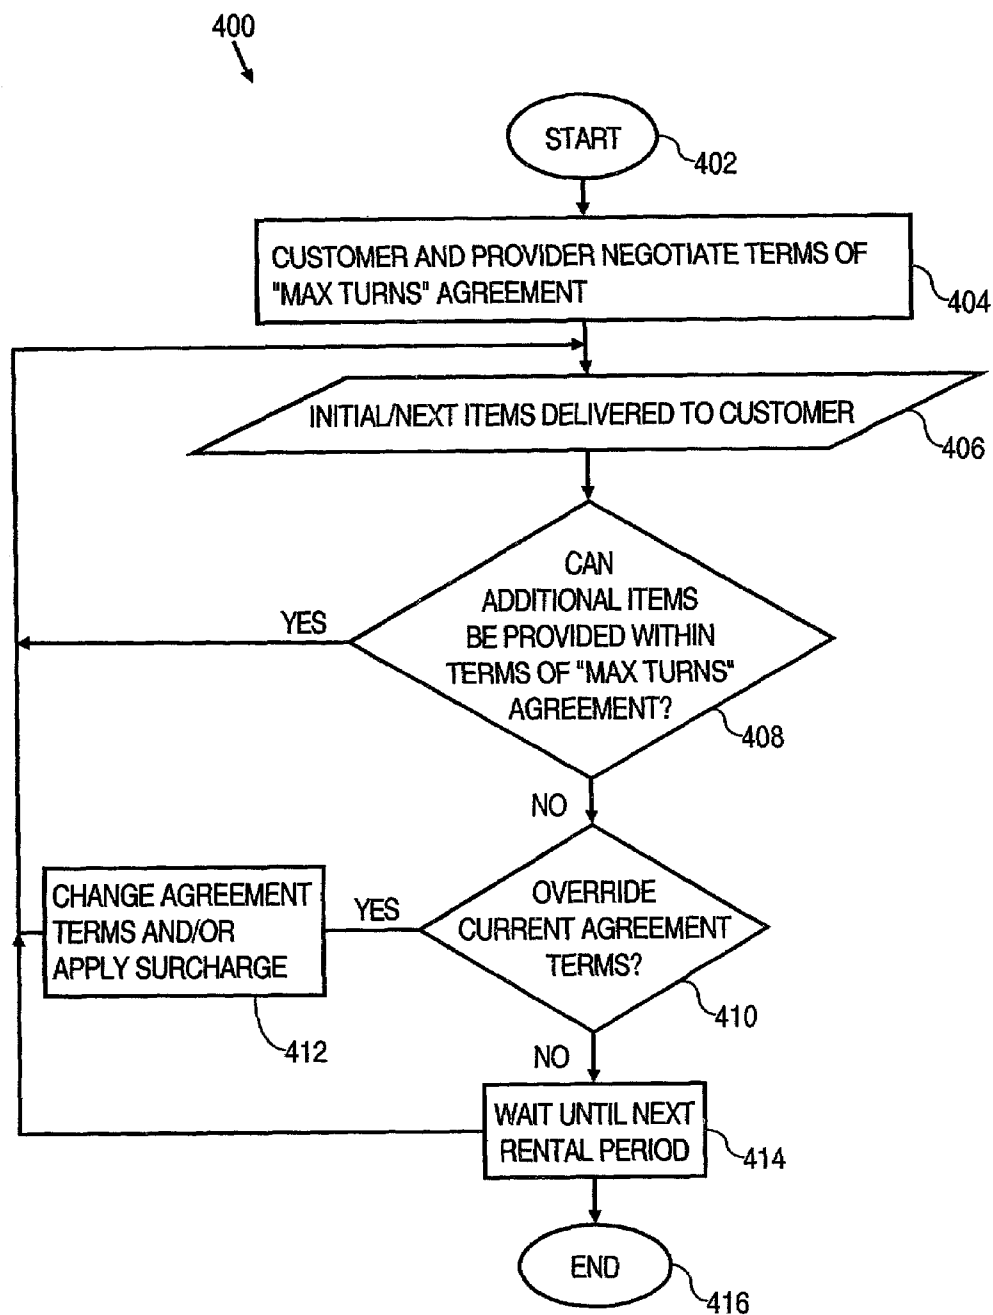 400
START
402
CUSTOMER AND PROVIDER NEGOTIATE TERMS OF
"MAX TURNS" AGREEMENT
404
INITIAL/NEXT ITEMS DELIVERED TO CUSTOMER
406
CAN
ADDITIONAL ITEMS
BE PROVIDED WITHIN
TERMS OF "MAX TURNS"
AGREEMENT?
YES
408
NO
OVERRIDE
CURRENT AGREEMENT
TERMS?
YES
410
CHANGE AGREEMENT
TERMS AND/OR
APPLY SURCHARGE
412
NO
WAIT UNTIL NEXT
RENTAL PERIOD
414
END
416